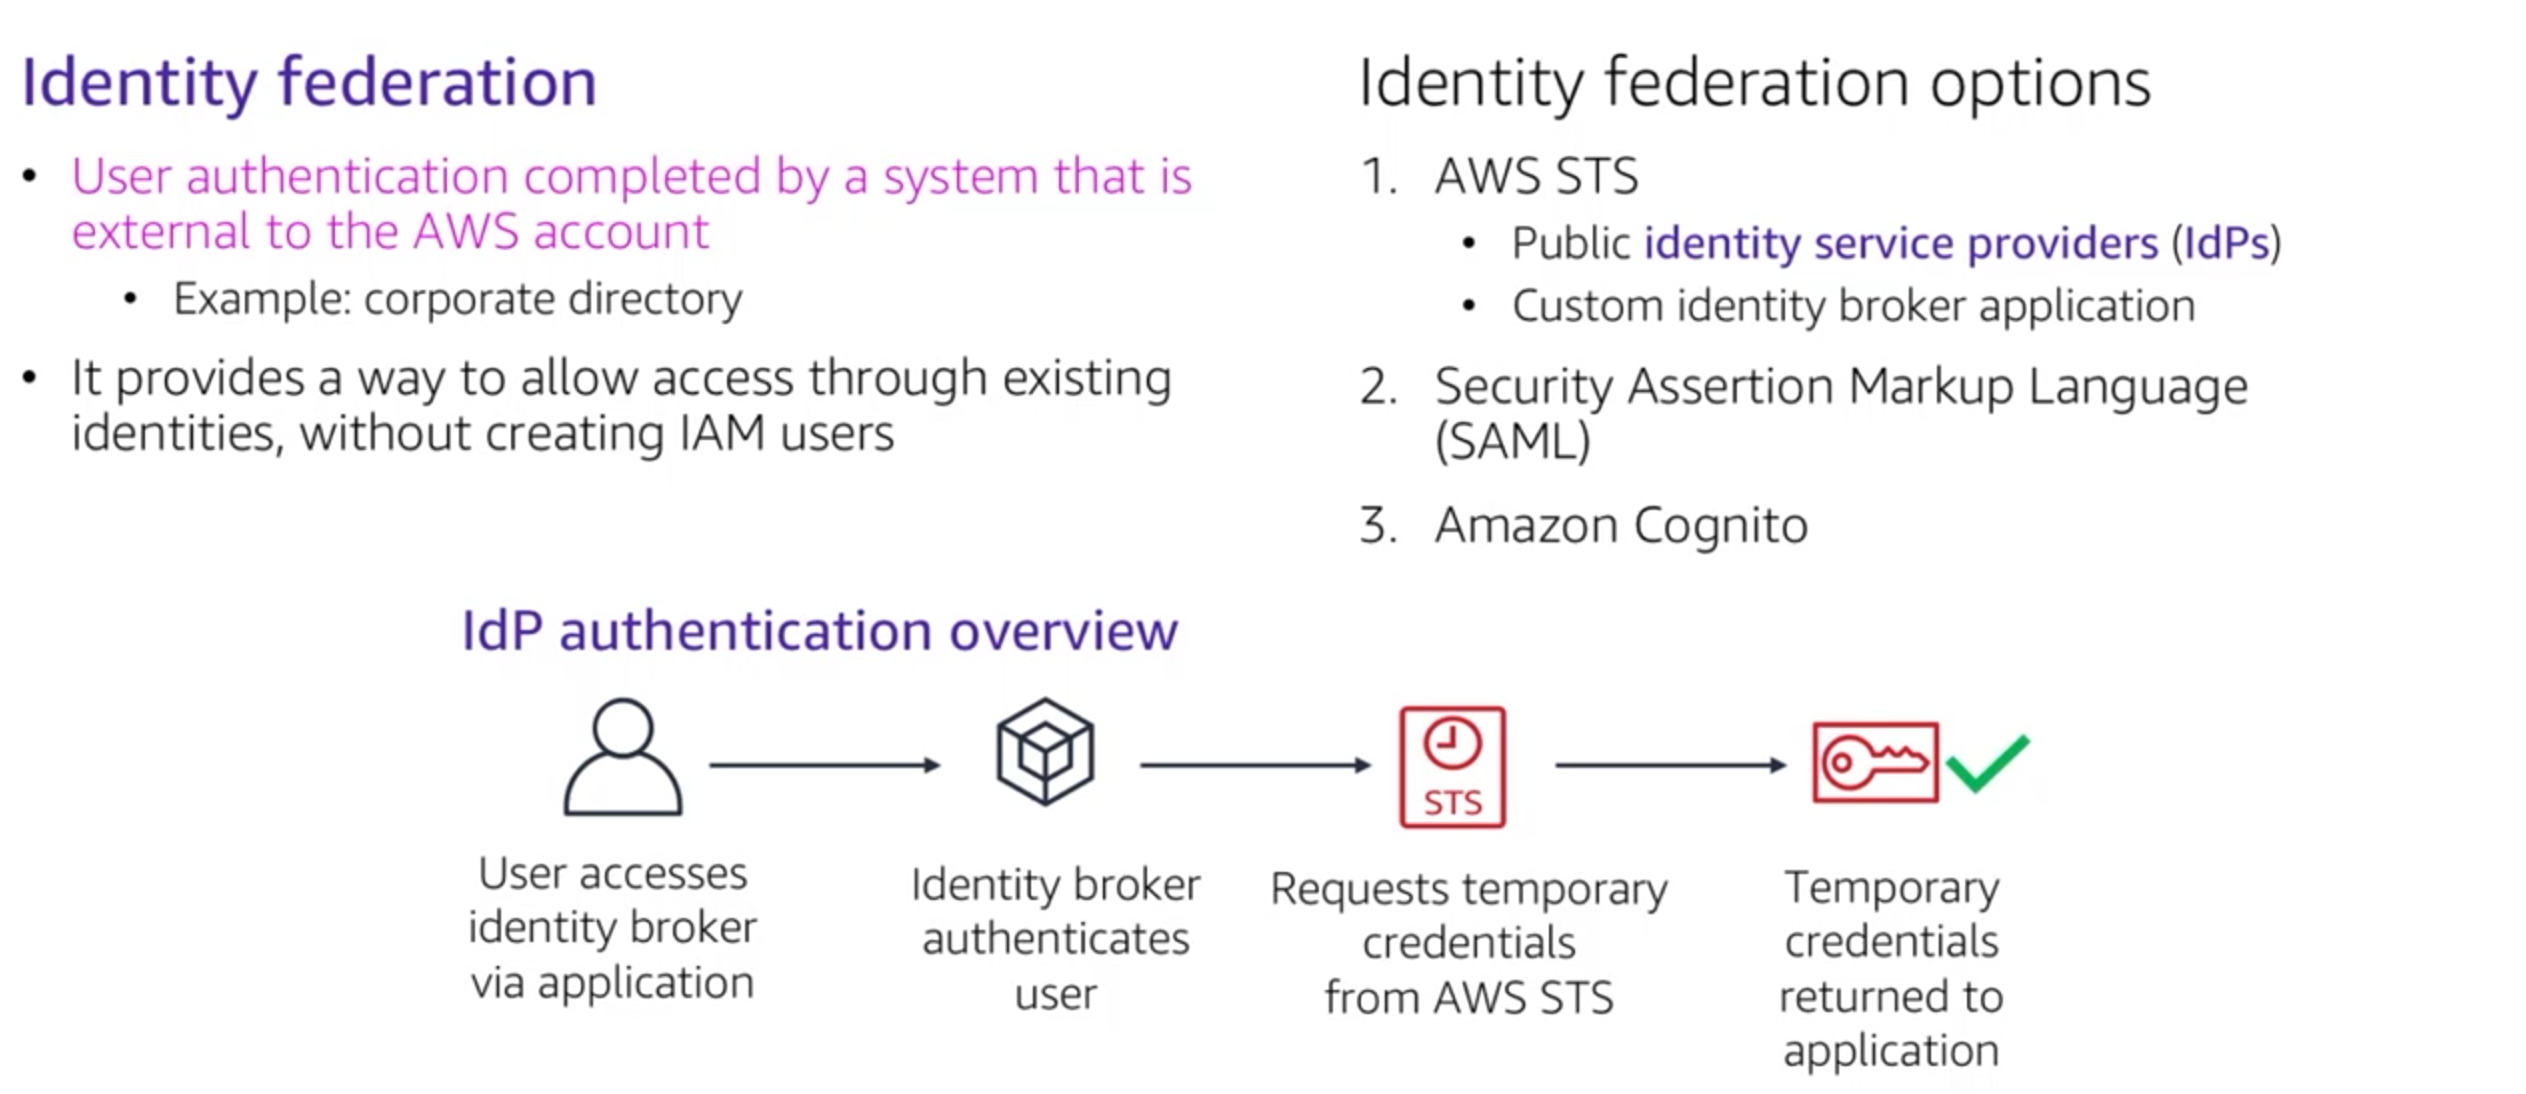 Identity federation
• User authentication completed by a system that is
external to the AWS account
• Example: corporate directory
• It provides a way to allow access through existing
identities, without creating IAM users
Identity federation options
1. AWS STS
• Public identity service providers (IdPs)
• Custom identity broker application
2. Security Assertion Markup Language
(SAML)
3. Amazon Cognito
IdP authentication overview
User accesses
identity broker
via application
Identity broker
authenticates
user
STS
Requests temporary
credentials
from AWS STS
Temporary
credentials
returned to
application